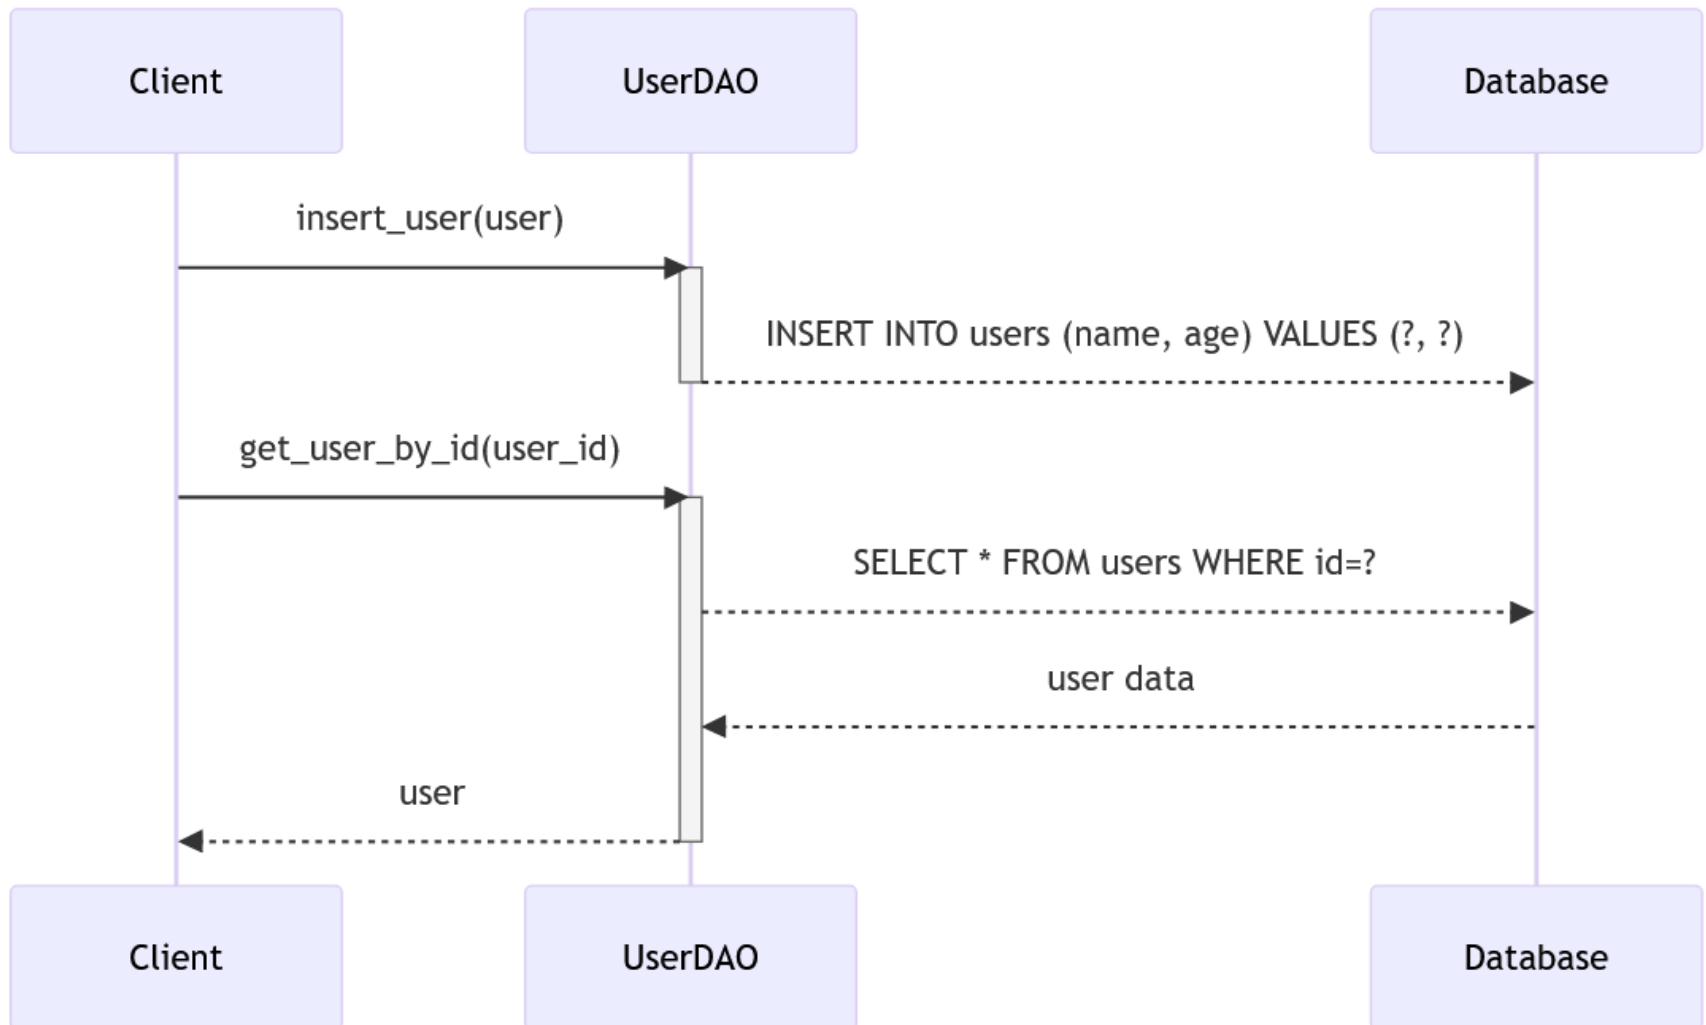 Client
UserDAO
Database
insert_user(user)
INSERT INTO users (name, age) VALUES (?, ?)
get_user_by_id(user_id)
SELECT * FROM users WHERE id=?
user data
user
Client
UserDAO
Database